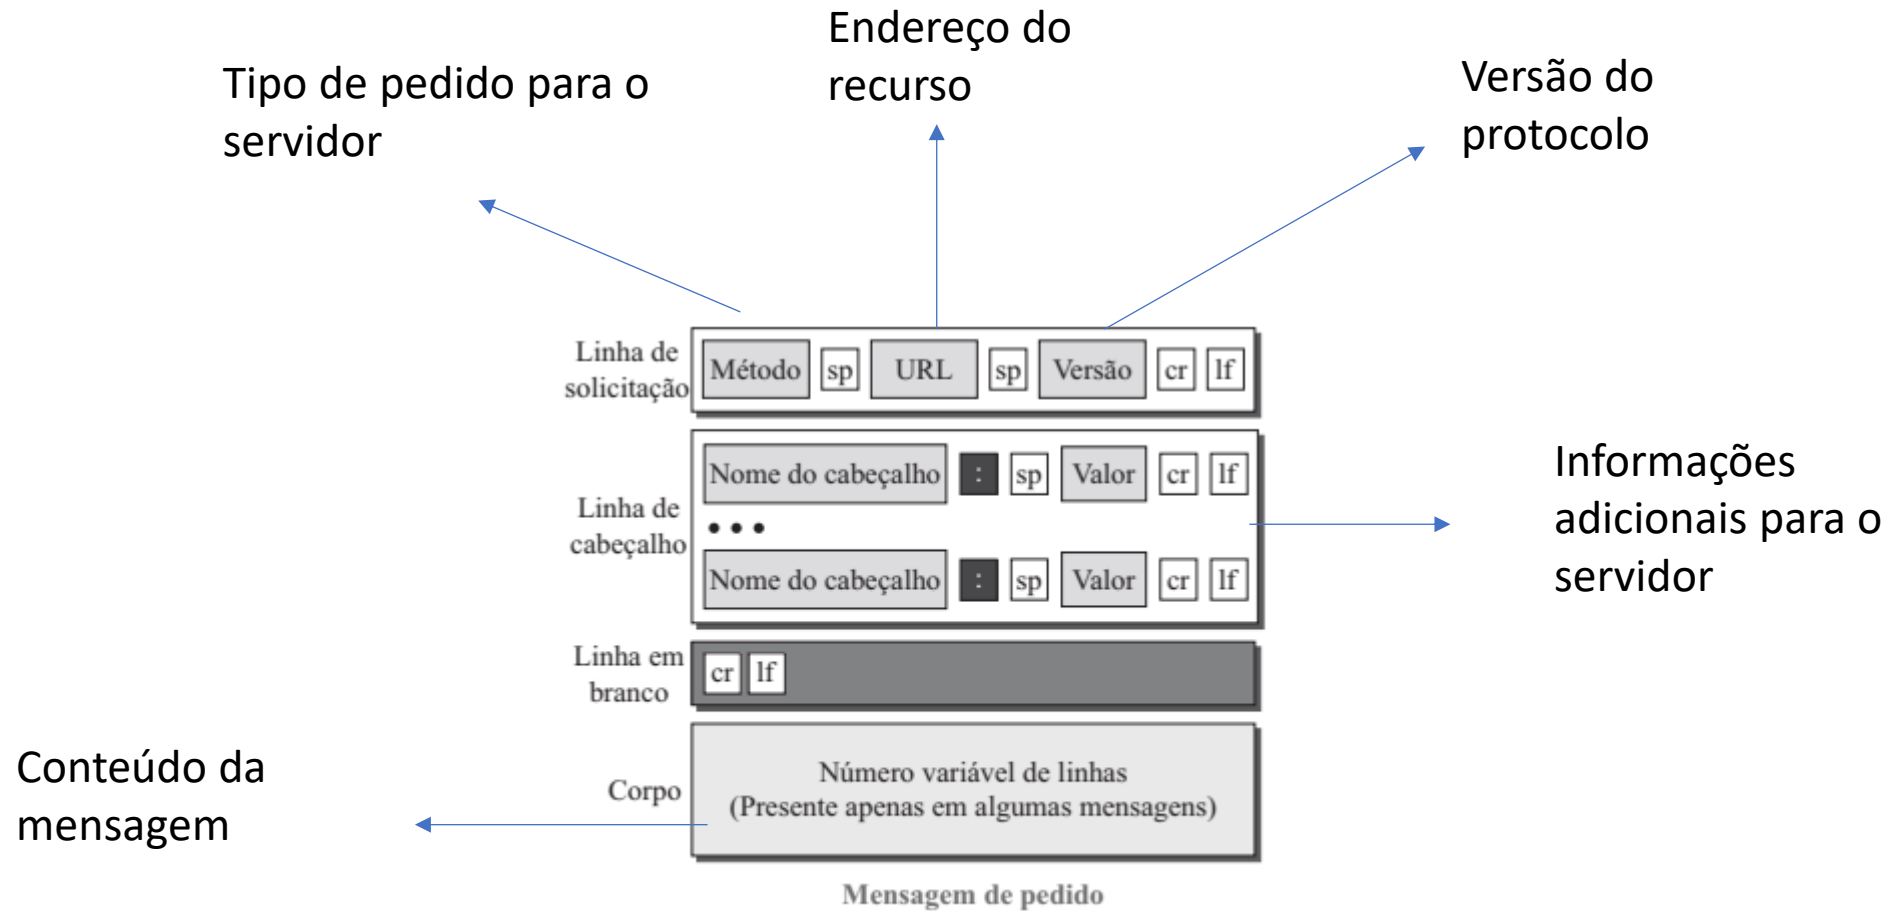 Endereço do
recurso
Tipo de pedido para o
servidor
Versão do
protocolo
Linha de
solicitação
Método sp URL sp Versão cr lf
Linha de
cabeçalho
Nome do cabeçalho : sp Valor cr lf
•••
Nome do cabeçalho : sp Valor cr lf
Informações
adicionais para o
servidor
Linha em
branco
cr lf
Conteúdo da
mensagem
Corpo
Número variável de linhas
(Presente apenas em algumas mensagens)
Mensagem de pedido